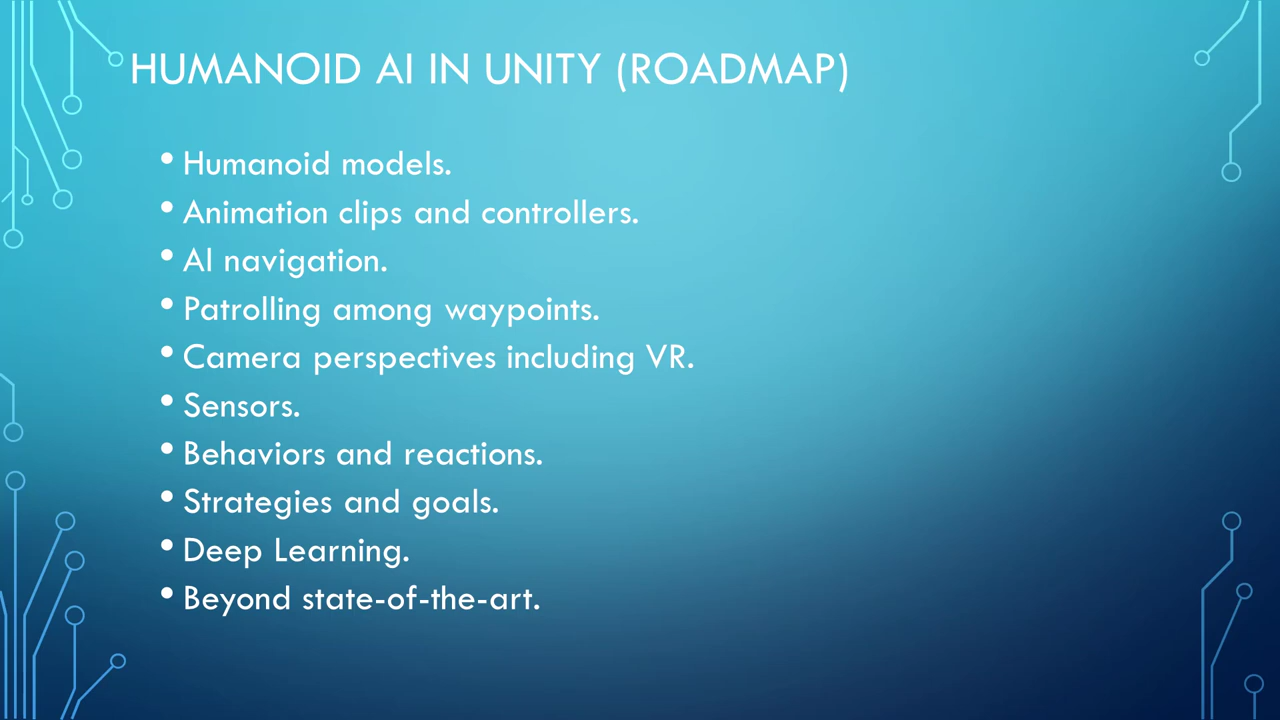 HUMANOID AI IN UNITY (ROADMAP)
• Humanoid models.
• Animation clips and controllers.
• AI navigation.
• Patrolling among waypoints.
• Camera perspectives including VR.
• Sensors.
• Behaviors and reactions.
• Strategies and goals.
• Deep Learning.
• Beyond state-of-the-art.